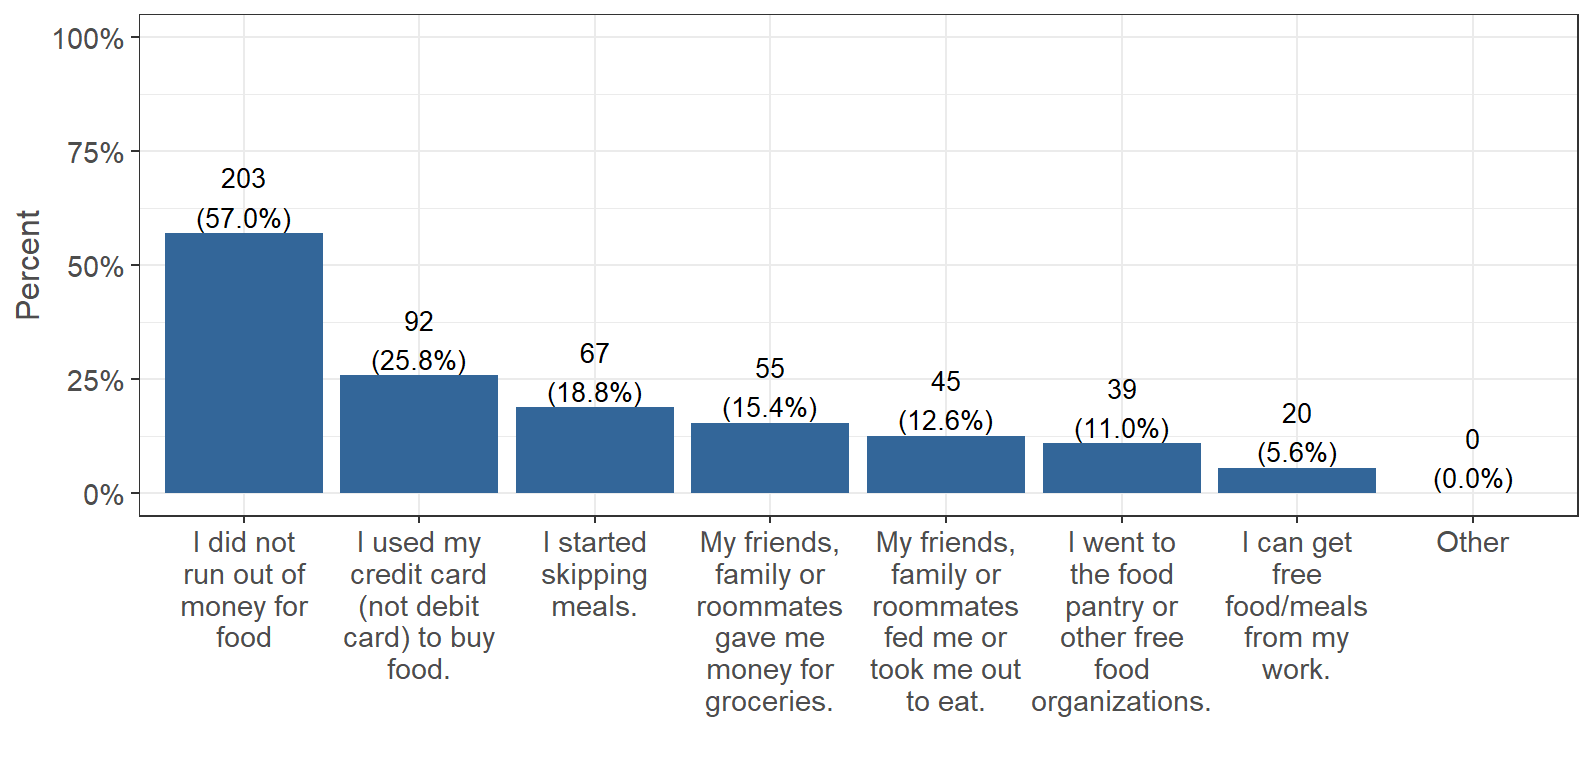 100%
75%
50%
25%
0%
Percent
203
(57.0%)
92
(25.8%)
67
(18.8%)
55
(15.4%)
45
(12.6%)
39
(11.0%)
20
(5.6%)
0
(0.0%)
I did not
run out of
money for
food
I used my
credit card
(not debit
card) to buy
food.
I started
skipping
meals.
My friends,
family or
roommates
gave me
money for
groceries.
My friends,
family or
roommates
fed me or
took me out
to eat.
I went to
the food
pantry or
other free
food
organizations.
I can get
free
food/meals
from my
work.
Other